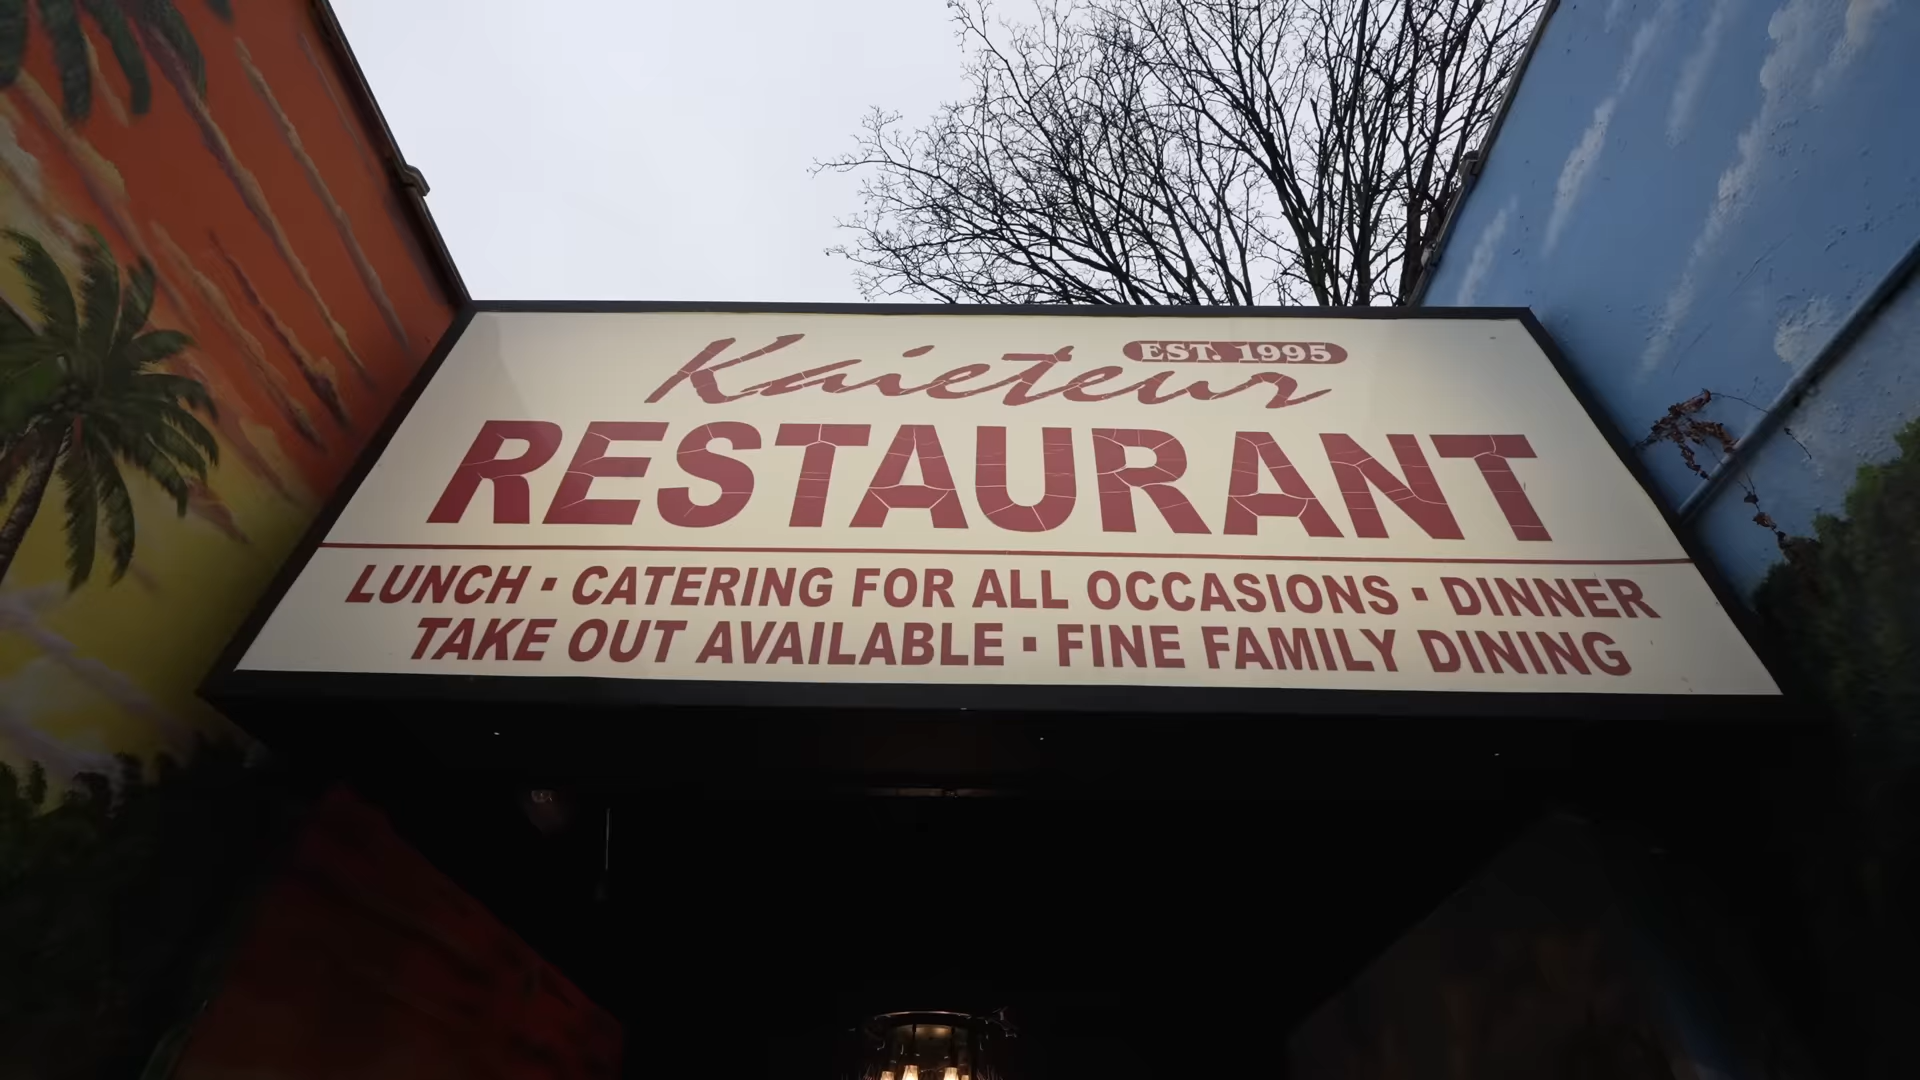 Kaieteur
EST. 1995
RESTAURANT
LUNCH ▪ CATERING FOR ALL OCCASIONS ▪ DINNER
TAKE OUT AVAILABLE ▪ FINE FAMILY DINING